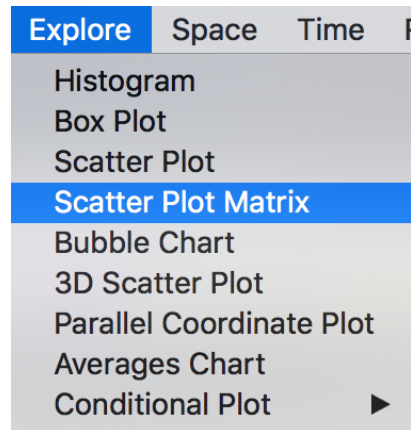 Explore Space Time
Histogram
Box Plot
Scatter Plot
Scatter Plot Matrix
Bubble Chart
3D Scatter Plot
Parallel Coordinate Plot
Averages Chart
Conditional Plot